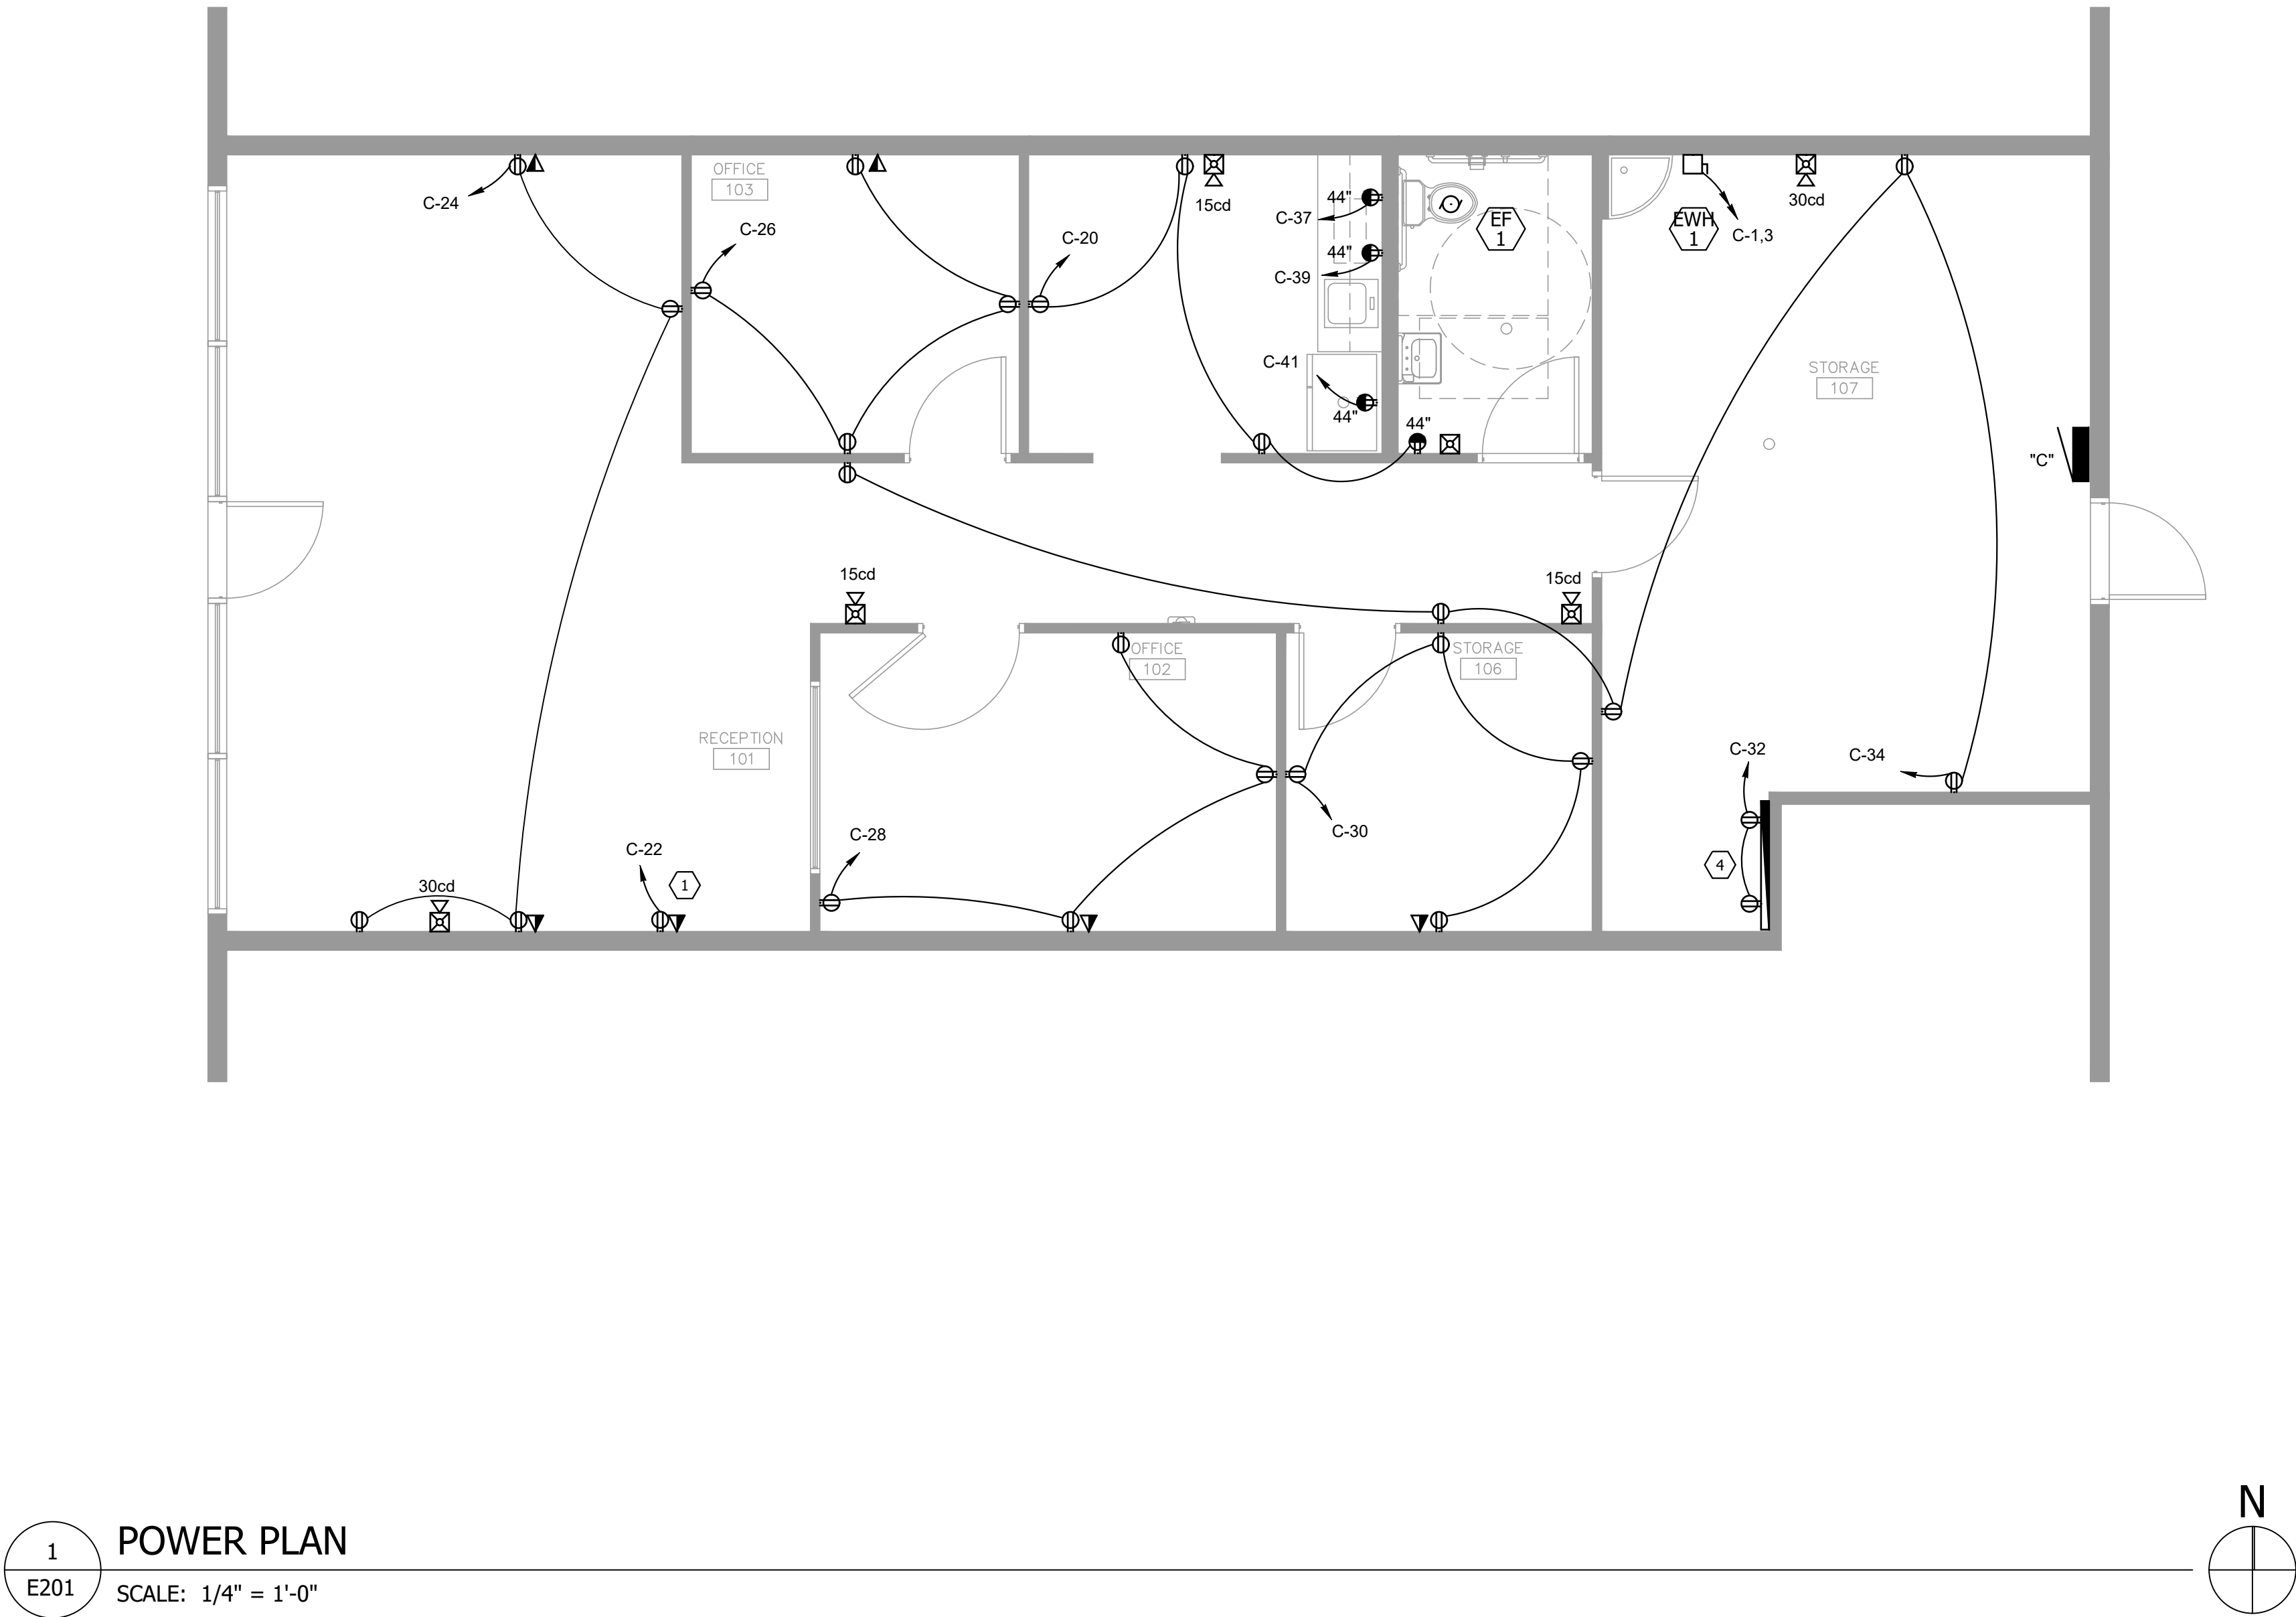 OFFICE
103
C-24
C-26
C-20
15cd
44"
C-37
44"
C-39
C-41
44"
44"
EF
1
EWH
1
C-1,3
30cd
STORAGE
107
"C"
15cd
15cd
OFFICE
102
STORAGE
106
RECEPTION
101
C-32
C-34
C-28
C-30
C-22
1
4
30cd
N
1
E201
POWER PLAN
SCALE: 1/4" = 1'-0"